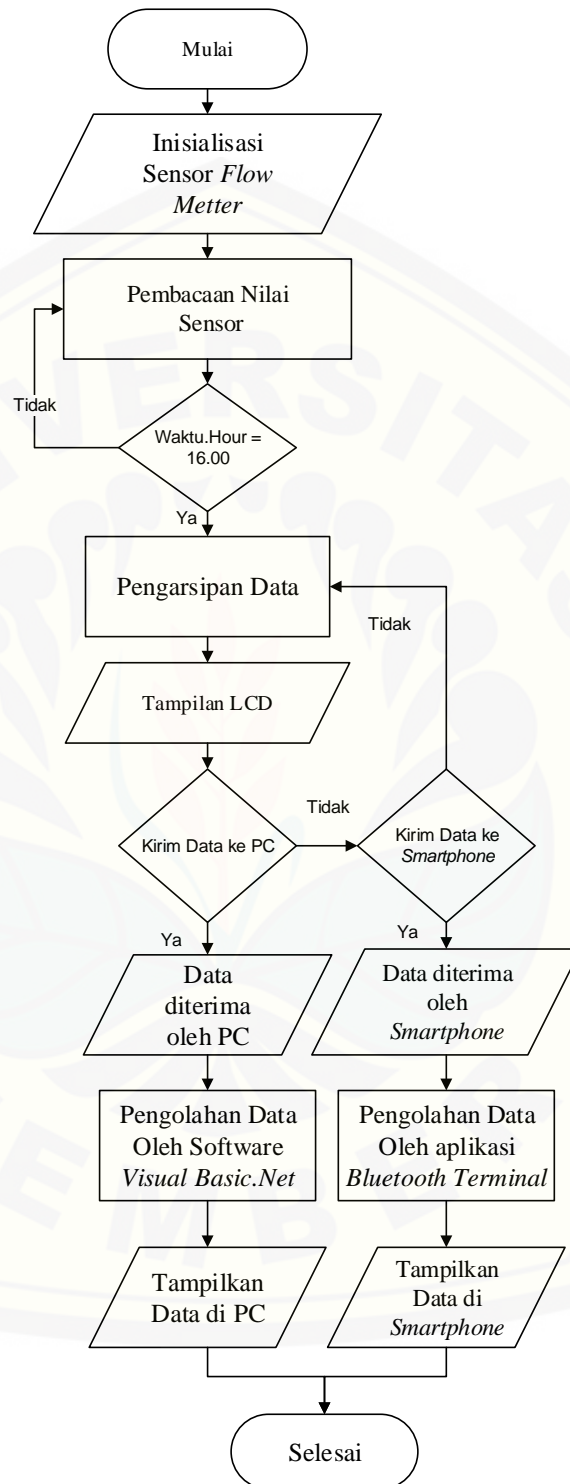 Mulai
Inisialisasi
Sensor Flow
Metter
Pembacaan Nilai
Sensor
Tidak
Waktu.Hour =
16.00
Ya
Pengarsipan Data
Tidak
Tampilan LCD
Tidak
Kirim Data ke PC
Kirim Data ke
Smartphone
Ya
Ya
Data
diterima
oleh PC
Data diterima
oleh
Smartphone
Pengolahan Data
Oleh Software
Visual Basic.Net
Pengolahan Data
Oleh aplikasi
Bluetooth Terminal
Tampilkan
Data di PC
Tampilkan
Data di
Smartphone
Selesai